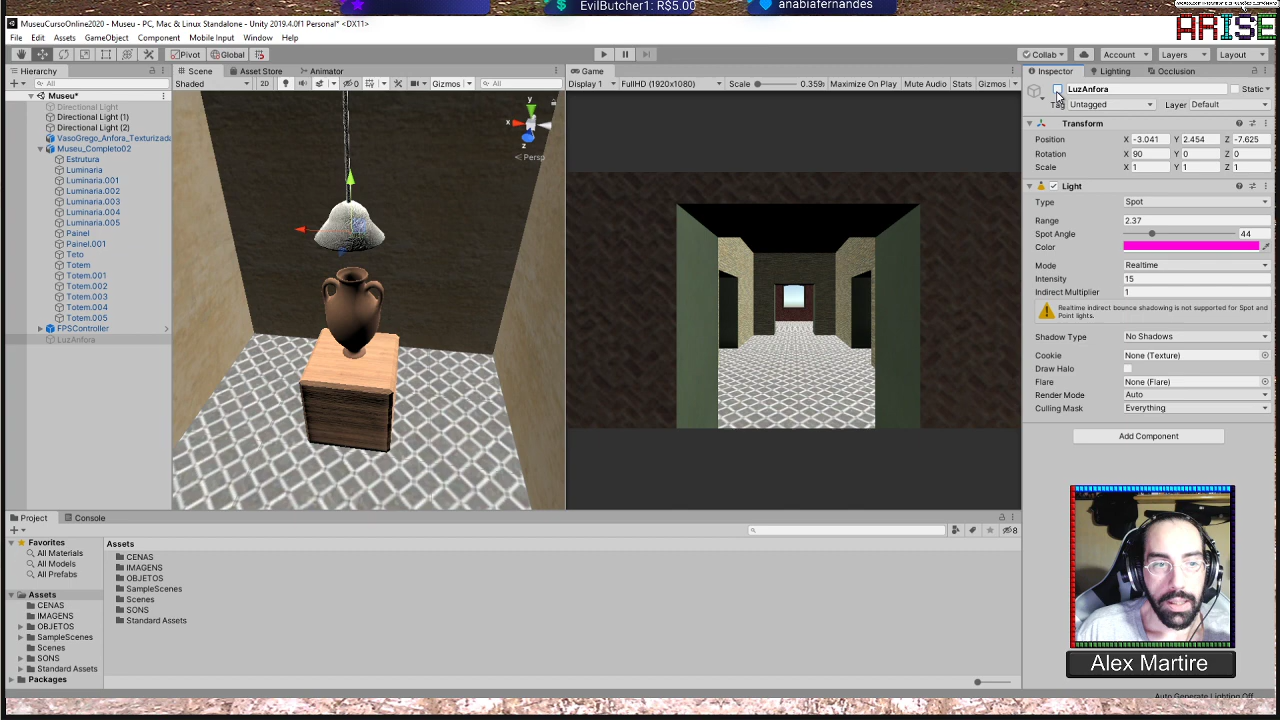 EvilButcher1: R$5.00
anabiafernandes
ARISE
MuseuCursoOnline2020 - Museu - PC, Mac & Linux Standalone - Unity 2019.4.0f1 Personal* <DX11>
File Edit Assets GameObject Component Mobile Input Window Help
Pivot Global Collab Account Layers Layout
Hierarchy
Scene Asset Store Animator
Game
Inspector Lighting Occlusion
All
Shaded 2D 0 Gizmos All
Display 1 FullHD (1920x1080) Scale 0.359x Maximize On Play Mute Audio Stats Gizmos
LuzAnfora Static
Tag Untagged Layer Default
Museu*
Directional Light
Directional Light (1)
Directional Light (2)
VasoGrego_Anfora_Texturizada
Museu_Completo02
Estrutura
Luminaria
Luminaria.001
Luminaria.002
Luminaria.003
Luminaria.004
Luminaria.005
Painel
Painel.001
Teto
Totem
Totem.001
Totem.002
Totem.003
Totem.004
Totem.005
FPSController
LuzAnfora
y
x
z
Persp
Transform
Position X -3.041 Y 2.454 Z -7.625
Rotation X 90 Y 0 Z 0
Scale X 1 Y 1 Z 1
Light
Type Spot
Range 2.37
Spot Angle 44
Color
Mode Realtime
Intensity 15
Indirect Multiplier 1
Realtime indirect bounce shadowing is not supported for Spot and Point lights.
Shadow Type No Shadows
Cookie None (Texture)
Draw Halo
Flare None (Flare)
Render Mode Auto
Culling Mask Everything
Add Component
Project Console
8
Favorites
All Materials
All Models
All Prefabs
Assets
CENAS
IMAGENS
OBJETOS
SampleScenes
Scenes
SONS
Standard Assets
Packages
Assets
CENAS
IMAGENS
OBJETOS
SampleScenes
Scenes
SONS
Standard Assets
Alex Martire
Auto Generate Lighting Off